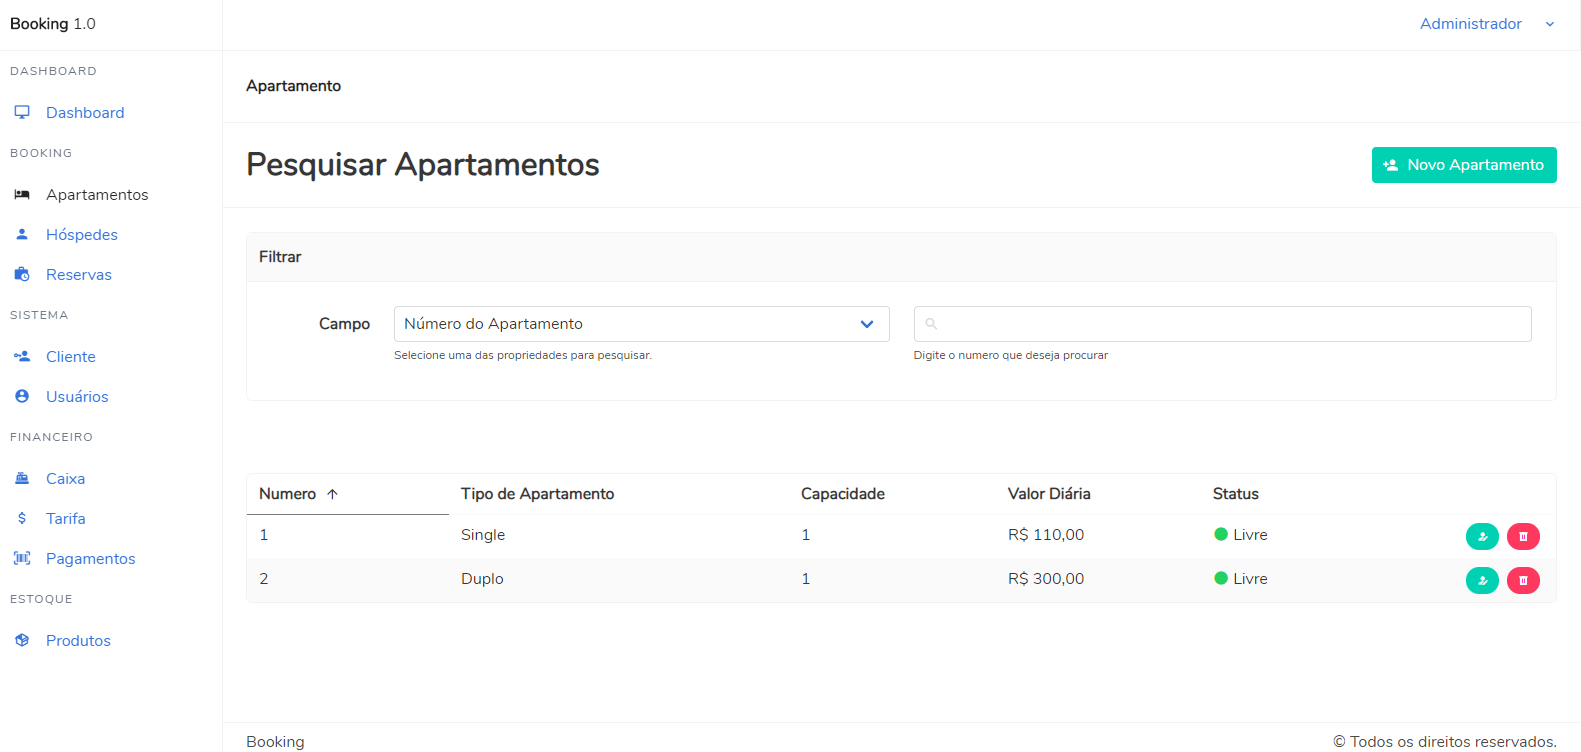 Booking 1.0
Administrador
DASHBOARD
Dashboard
BOOKING
Apartamentos
Hóspedes
Reservas
SISTEMA
Cliente
Usuários
FINANCEIRO
Caixa
Tarifa
Pagamentos
ESTOQUE
Produtos
Apartamento
Pesquisar Apartamentos
Novo Apartamento
Filtrar
Campo
Número do Apartamento
Selecione uma das propriedades para pesquisar.
Digite o numero que deseja procurar
Numero Tipo de Apartamento Capacidade Valor Diária Status
1 Single 1 R$ 110,00 Livre
2 Duplo 1 R$ 300,00 Livre
Booking
© Todos os direitos reservados.